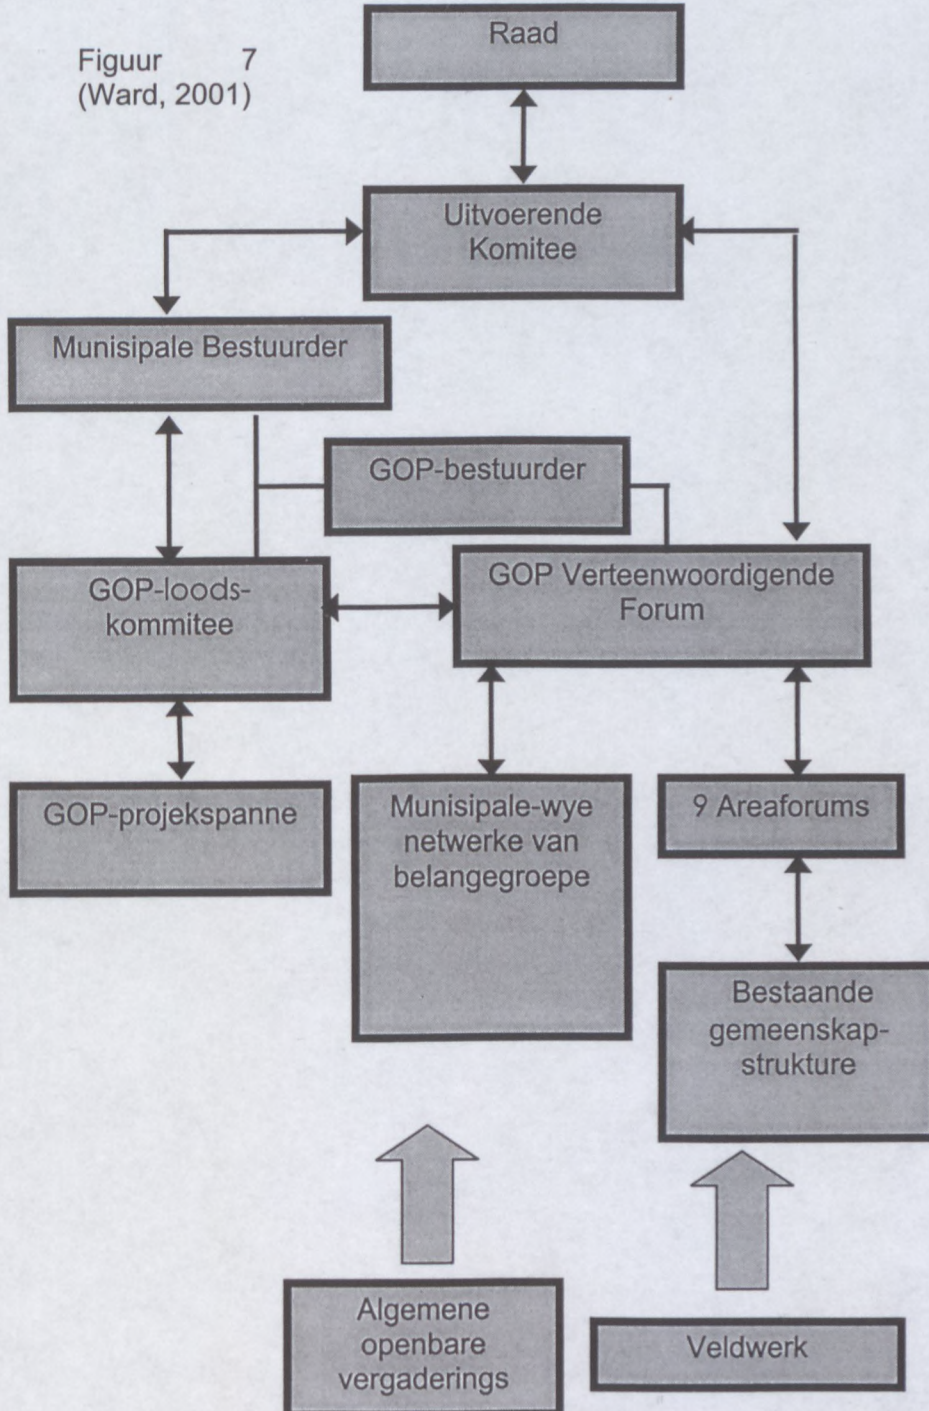 Figuur 7
(Ward, 2001)
Raad
Uitvoerende
Komitee
Munisipale Bestuurder
GOP-bestuurder
GOP-loods-
kommitee
GOP Verteenwoordigende
Forum
GOP-projekspanne
Munisipale-wye
netwerke van
belangegroepe
9 Areaforums
Bestaande
gemeenskap-
strukture
Algemene
openbare
vergaderings
Veldwerk